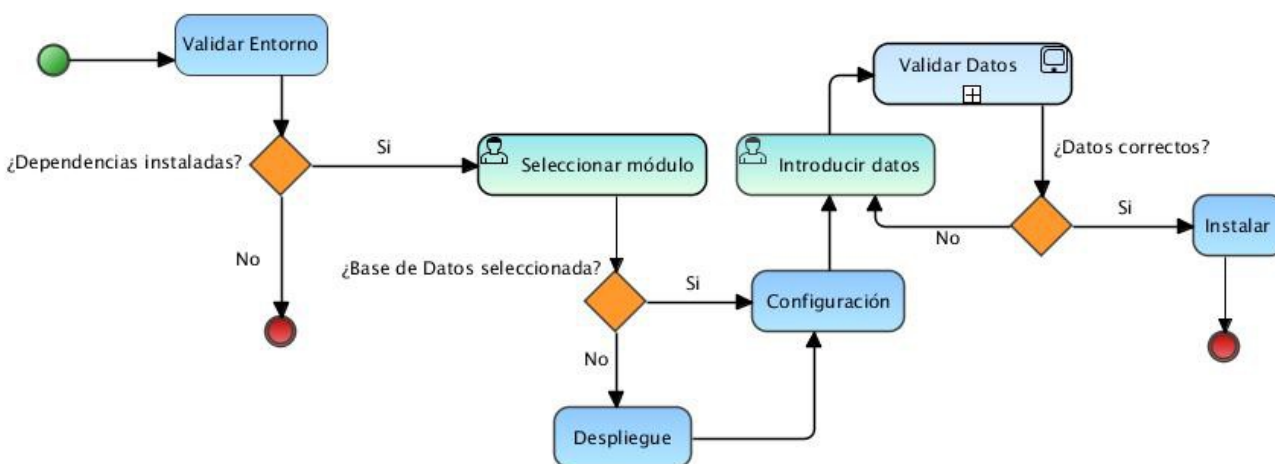 Validar Entorno
¿Dependencias instaladas?
Si
No
Seleccionar módulo
¿Base de Datos seleccionada?
Si
No
Despliegue
Configuración
Introducir datos
Validar Datos
¿Datos correctos?
No
Si
Instalar